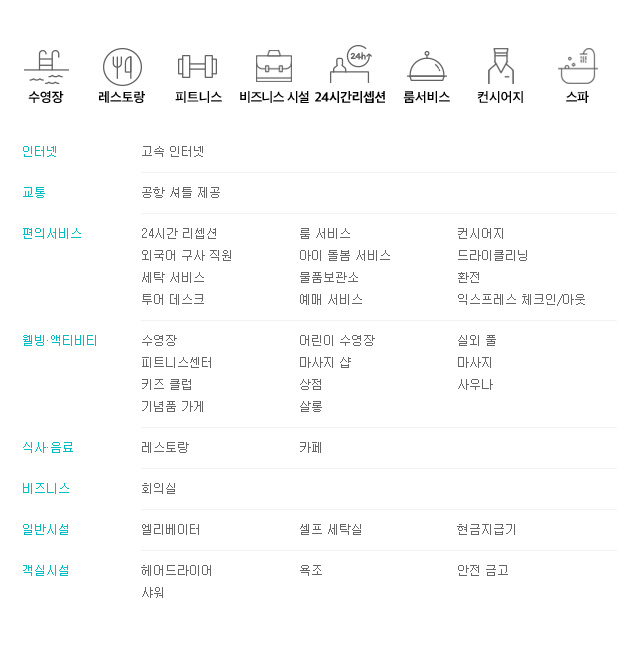 24h
수영장 레스토랑 피트니스 비즈니스 시설 24시간리셉션 룸서비스 컨시어지 스파
인터넷 고속 인터넷
교통 공항 셔틀 제공
편의서비스 24시간 리셉션 룸 서비스 컨시어지
외국어 구사 직원 아이 돌봄 서비스 드라이클리닝
세탁 서비스 물품보관소 환전
투어 데스크 예매 서비스 익스프레스 체크인/아웃
웰빙·액티비티 수영장 어린이 수영장 실외 풀
피트니스센터 마사지 샵 마사지
키즈 클럽 상점 사우나
기념품 가게 살롱
식사·음료 레스토랑 카페
비즈니스 회의실
일반시설 엘리베이터 셀프 세탁실 현금지급기
객실시설 헤어드라이어 욕조 안전 금고
샤워